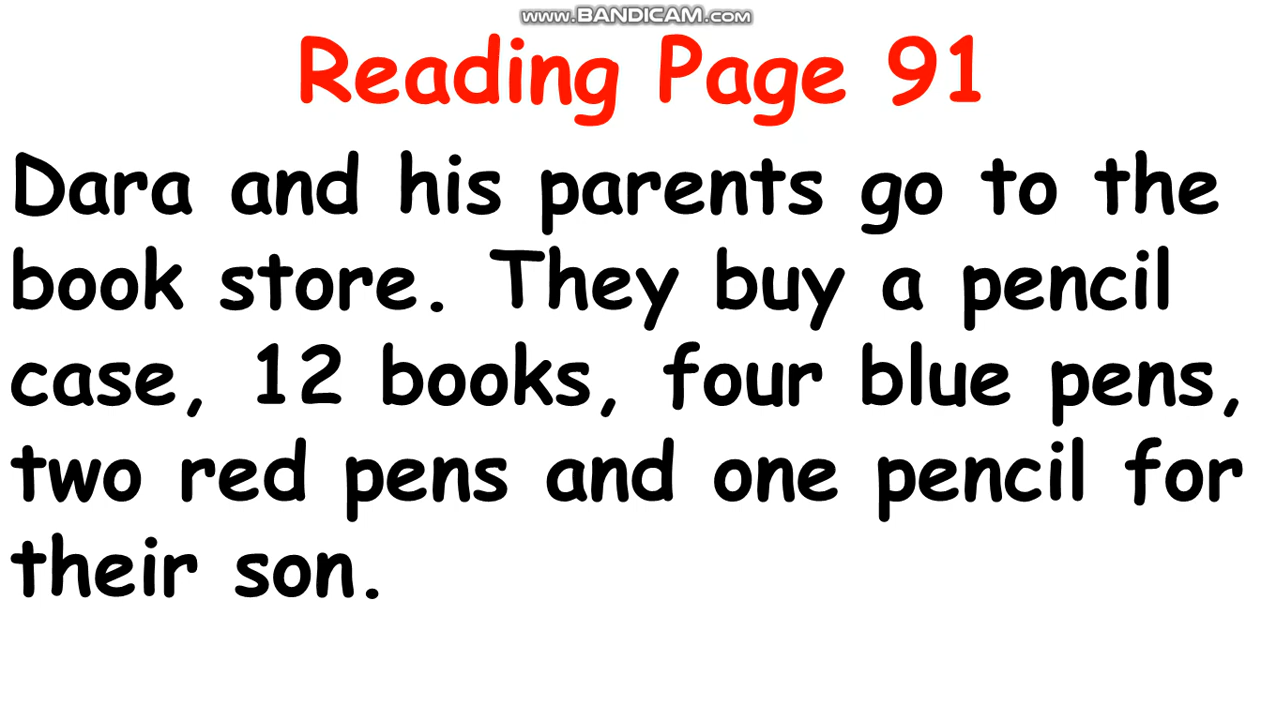 www.BANDICAM.com
Reading Page 91
Dara and his parents go to the
book store. They buy a pencil
case, 12 books, four blue pens,
two red pens and one pencil for
their son.